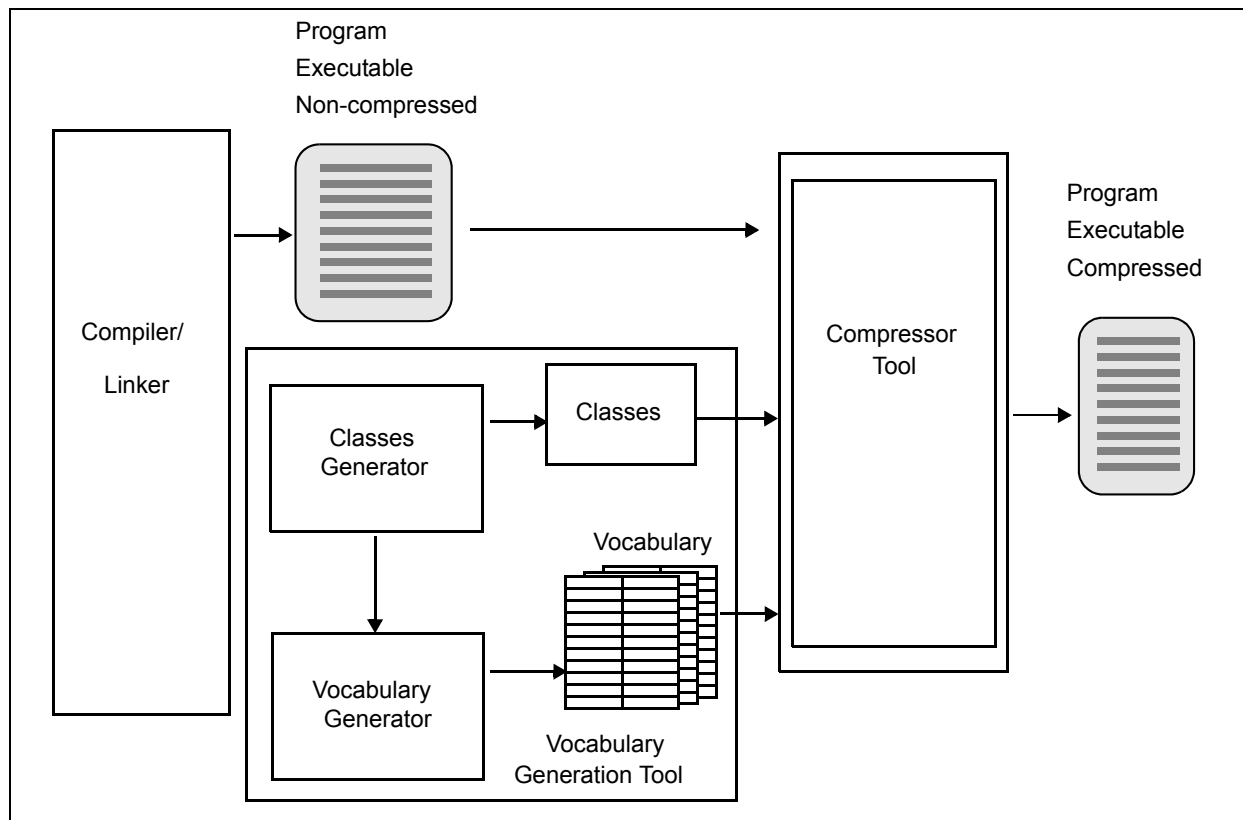 Program
Executable
Non-compressed
Program
Executable
Compressed
Compiler/
Linker
Compressor
Tool
Classes
Generator
Classes
Vocabulary
Vocabulary
Generator
Vocabulary
Generation Tool